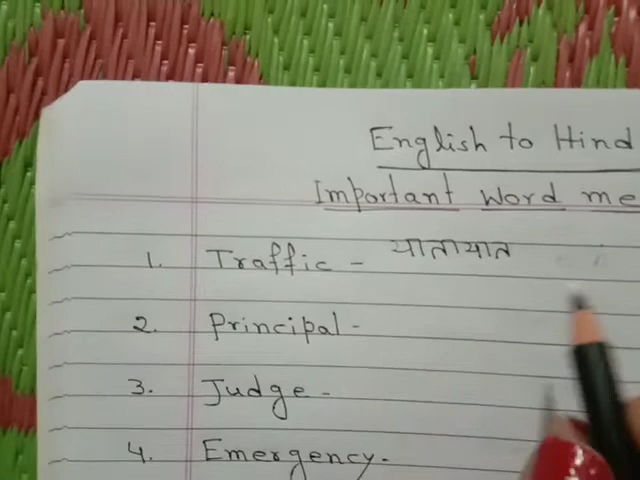 English to Hind
Important Word me
1. Traffic - यातायात
2. Principal -
3. Judge -
4. Emergency.